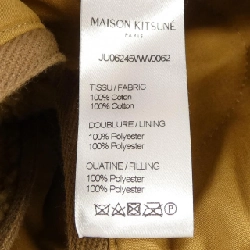 MAISON KITSUNÉ
PARIS
TISSU / FABRIC
100% Coton
100% Cotton
DOUBLURE / LINING
100% Polyester
100% Polyester
OUATINE / FILLING
100% Polyester
100% Polyester